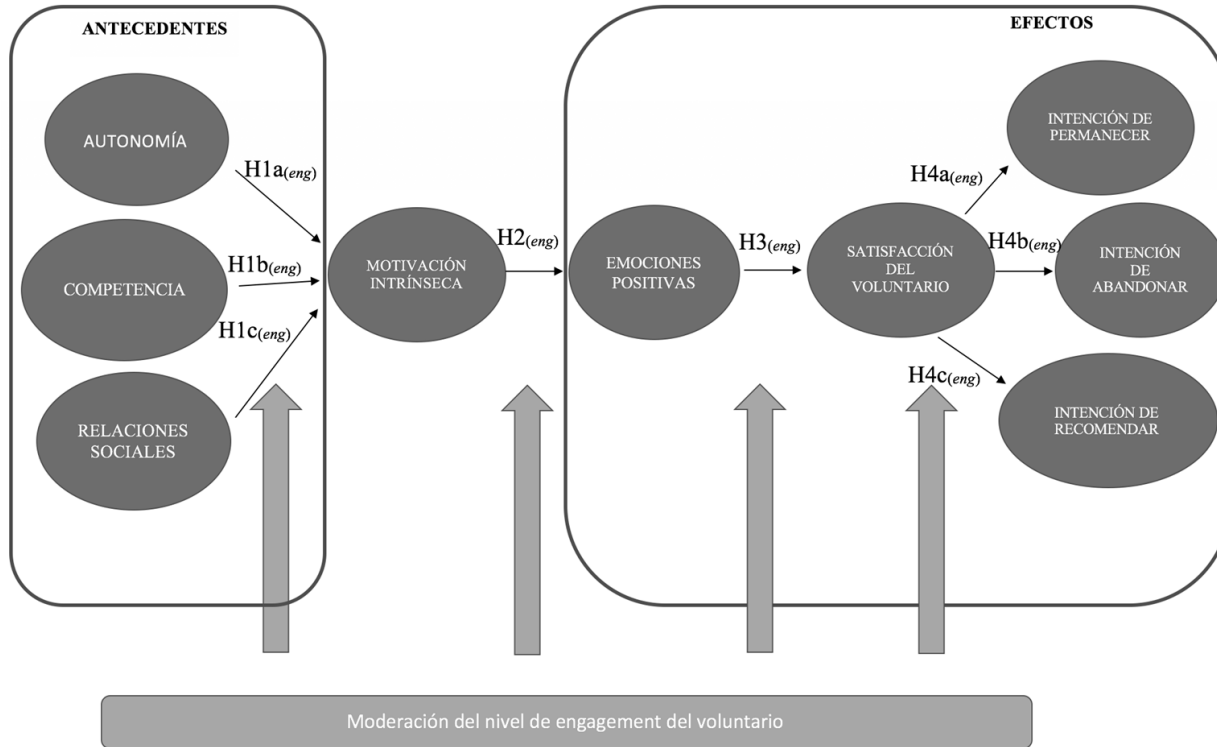 ANTECEDENTES
EFECTOS
AUTONOMÍA
COMPETENCIA
RELACIONES
SOCIALES
H1a(eng)
H1b(eng)
H1c(eng)
MOTIVACIÓN
INTRÍNSECA
H2(eng)
EMOCIONES
POSITIVAS
H3(eng)
SATISFACCIÓN
DEL
VOLUNTARIO
H4a(eng)
H4b(eng)
H4c(eng)
INTENCIÓN DE
PERMANECER
INTENCIÓN
DE
ABANDONAR
INTENCIÓN DE
RECOMENDAR
Moderación del nivel de engagement del voluntario